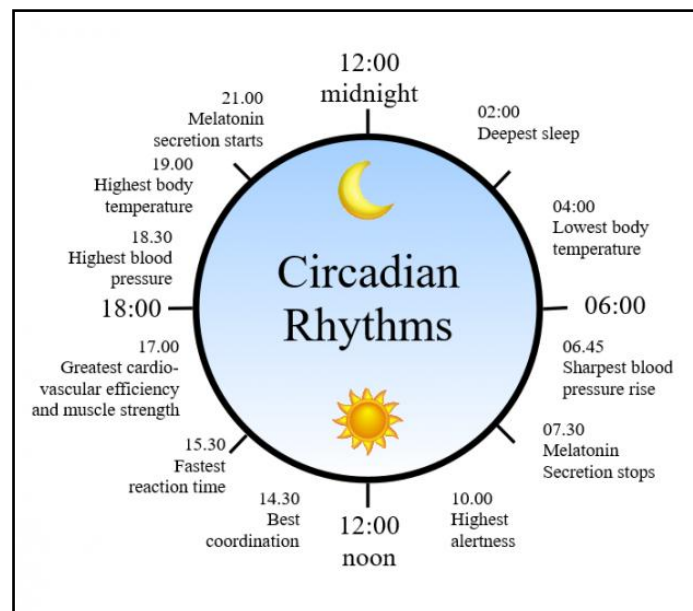 12:00
midnight
02:00
Deepest sleep
04:00
Lowest body
temperature
06:00
06.45
Sharpest blood
pressure rise
07.30
Melatonin
Secretion stops
10.00
Highest
alertness
12:00
noon
14.30
Best
coordination
15.30
Fastest
reaction time
17.00
Greatest cardio-
vascular efficiency
and muscle strength
18:00
18.30
Highest blood
pressure
19.00
Highest body
temperature
21.00
Melatonin
secretion starts
Circadian
Rhythms